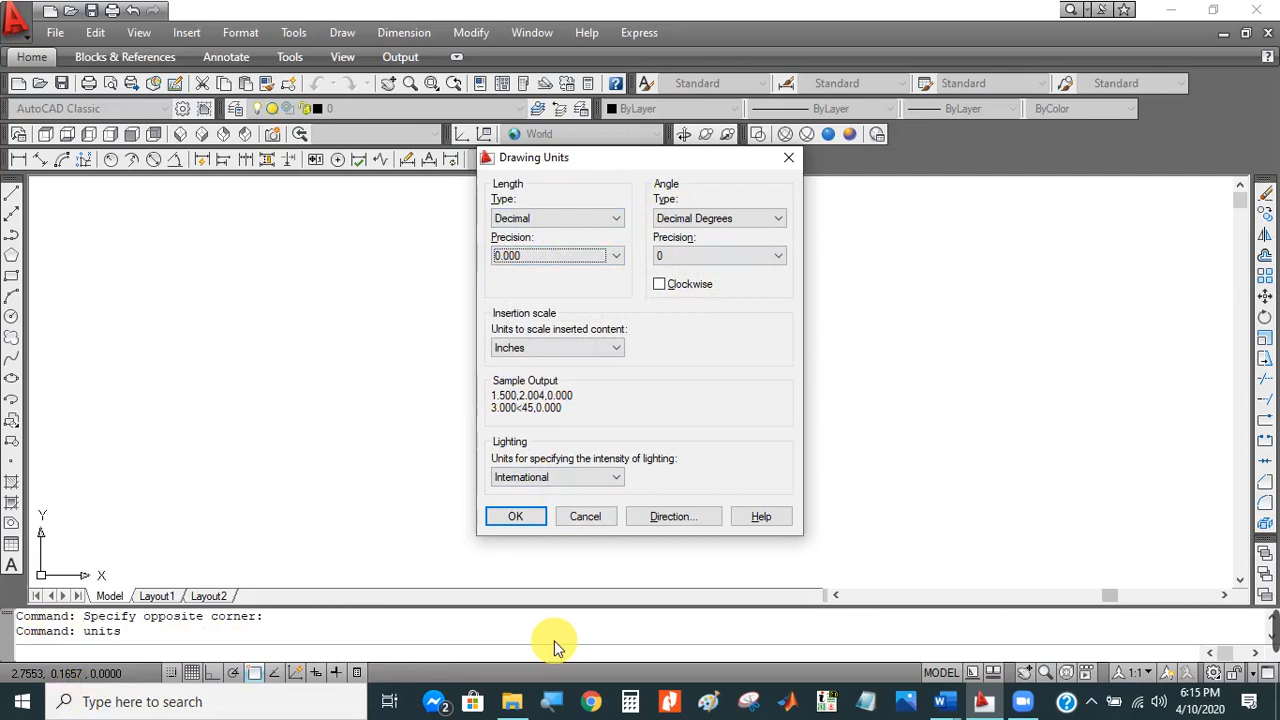 File Edit View Insert Format Tools Draw Dimension Modify Window Help Express
Home Blocks & References Annotate Tools View Output
Standard Standard Standard Standard
AutoCAD Classic 0 ByLayer ByLayer ByLayer ByColor
World
Drawing Units
Length Angle
Type: Type:
Decimal Decimal Degrees
Precision: Precision:
0.000 0
Clockwise
Insertion scale
Units to scale inserted content:
Inches
Sample Output
1.500,2.004,0.000
3.000<45,0.000
Lighting
Units for specifying the intensity of lighting:
International
OK Cancel Direction... Help
Y
X
A
Model Layout1 Layout2
Command: Specify opposite corner:
Command: units
2.7553, 0.1657, 0.0000 MODEL 1:1
Type here to search 2 6:15 PM
4/10/2020